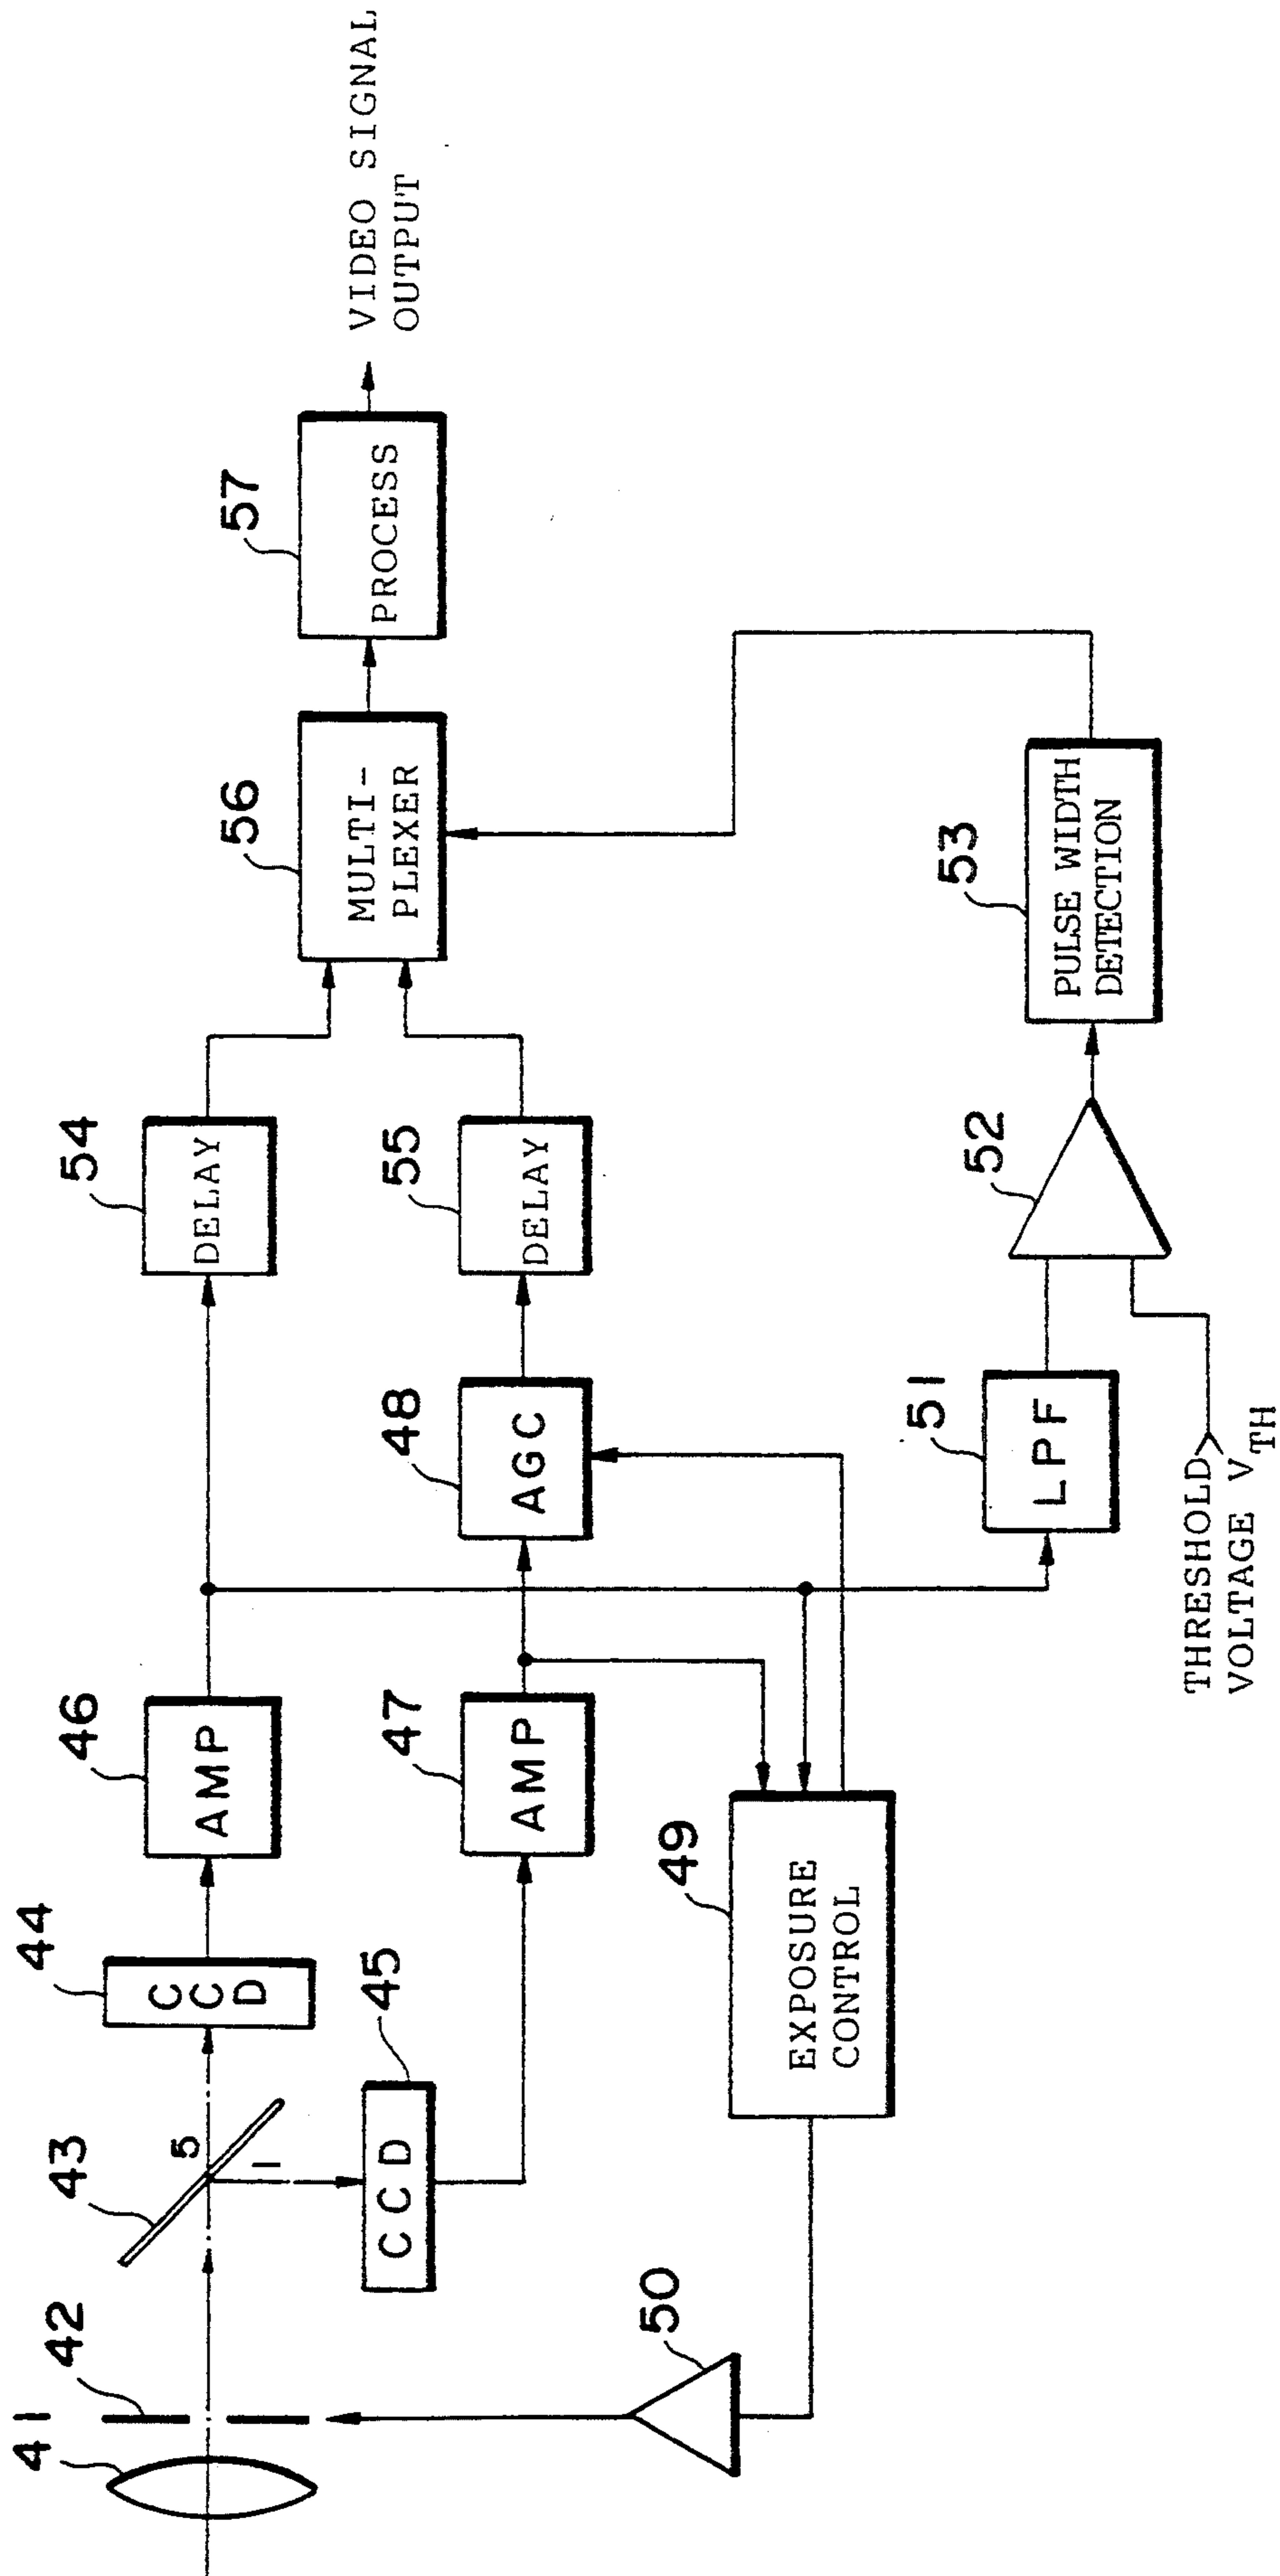 41
42
43
5
1
44
CCD
45
CCD
46
AMP
47
AMP
48
AGC
49
EXPOSURE
CONTROL
50
51
LPF
THRESHOLD
VOLTAGE VTH
52
53
PULSE WIDTH
DETECTION
54
DELAY
55
DELAY
56
MULTI-
PLEXER
57
PROCESS
VIDEO SIGNAL
OUTPUT